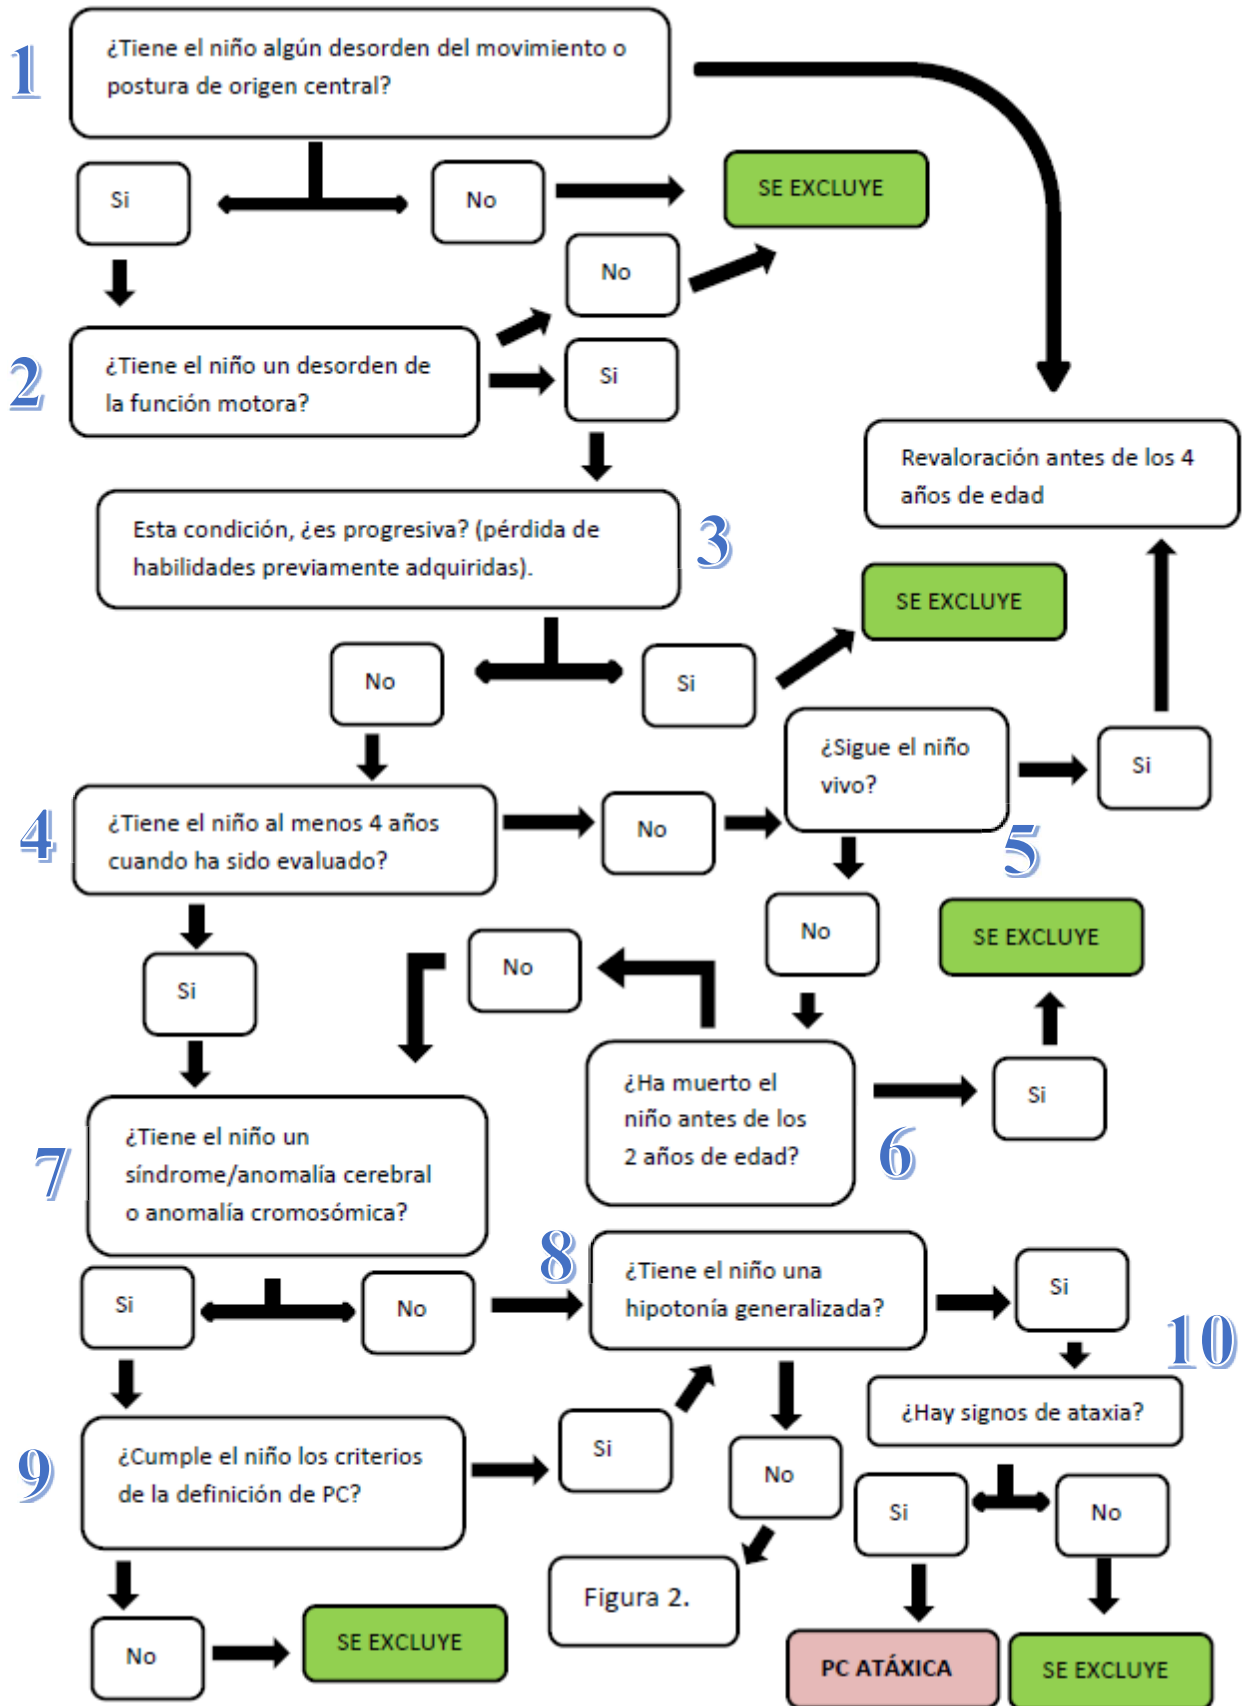 1
¿Tiene el niño algún desorden del movimiento o
postura de origen central?
Si
No
SE EXCLUYE
No
2
¿Tiene el niño un desorden de
la función motora?
Si
Revaloración antes de los 4
años de edad
Esta condición, ¿es progresiva? (pérdida de
habilidades previamente adquiridas).
3
SE EXCLUYE
No
Si
¿Sigue el niño
vivo?
Si
4
¿Tiene el niño al menos 4 años
cuando ha sido evaluado?
No
5
No
SE EXCLUYE
No
Si
¿Ha muerto el
niño antes de los
2 años de edad?
Si
6
7
¿Tiene el niño un
síndrome/anomalía cerebral
o anomalía cromosómica?
8
¿Tiene el niño una
hipotonía generalizada?
Si
Si
No
10
¿Hay signos de ataxia?
9
¿Cumple el niño los criterios
de la definición de PC?
Si
No
Si
No
Figura 2.
No
SE EXCLUYE
PC ATÁXICA
SE EXCLUYE